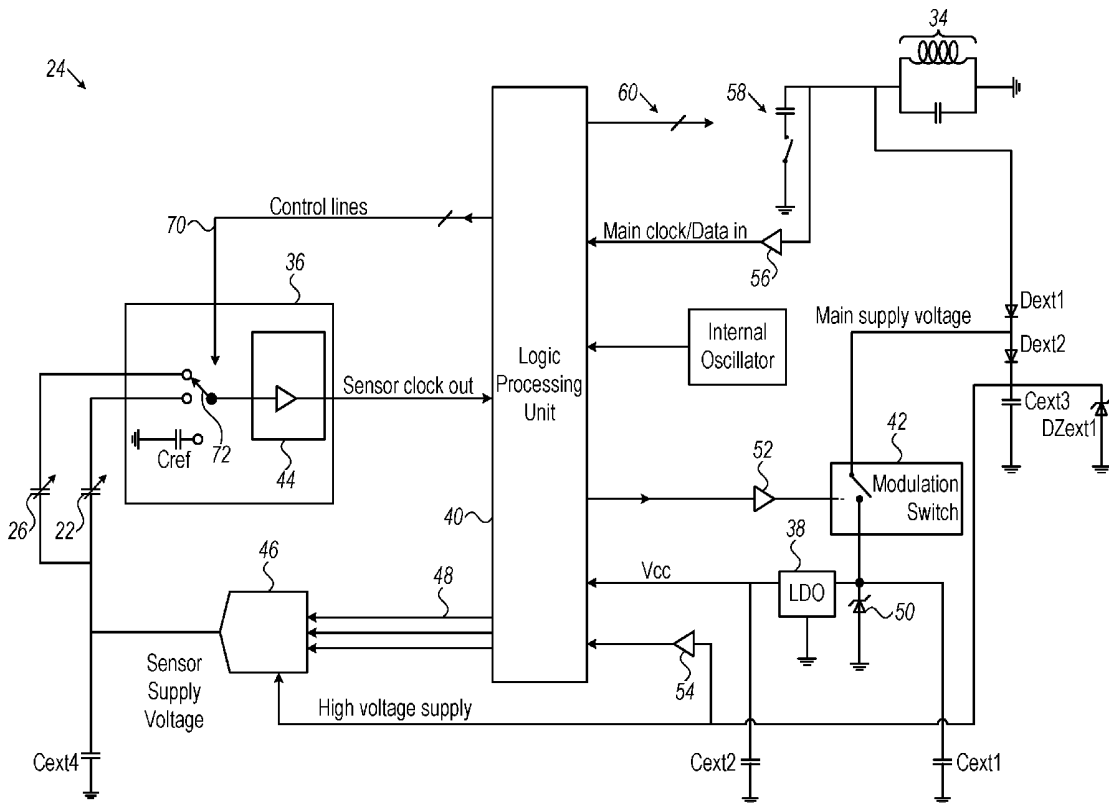 34
24
60
58
Control lines
70
Main clock/Data in
56
36
Dext1
Main supply voltage
Dext2
Internal
Oscillator
Logic
Processing
Unit
Sensor clock out
Cext3
DZext1
72
Cref
44
42
52
Modulation
Switch
26
22
40
46
38
Vcc
LDO
48
50
54
Sensor
Supply
Voltage
High voltage supply
Cext4
Cext2
Cext1